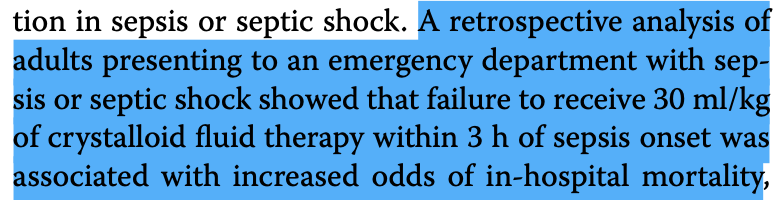 tion in sepsis or septic shock. A retrospective analysis of
adults presenting to an emergency department with sep-
sis or septic shock showed that failure to receive 30 ml/kg
of crystalloid fluid therapy within 3 h of sepsis onset was
associated with increased odds of in-hospital mortality,